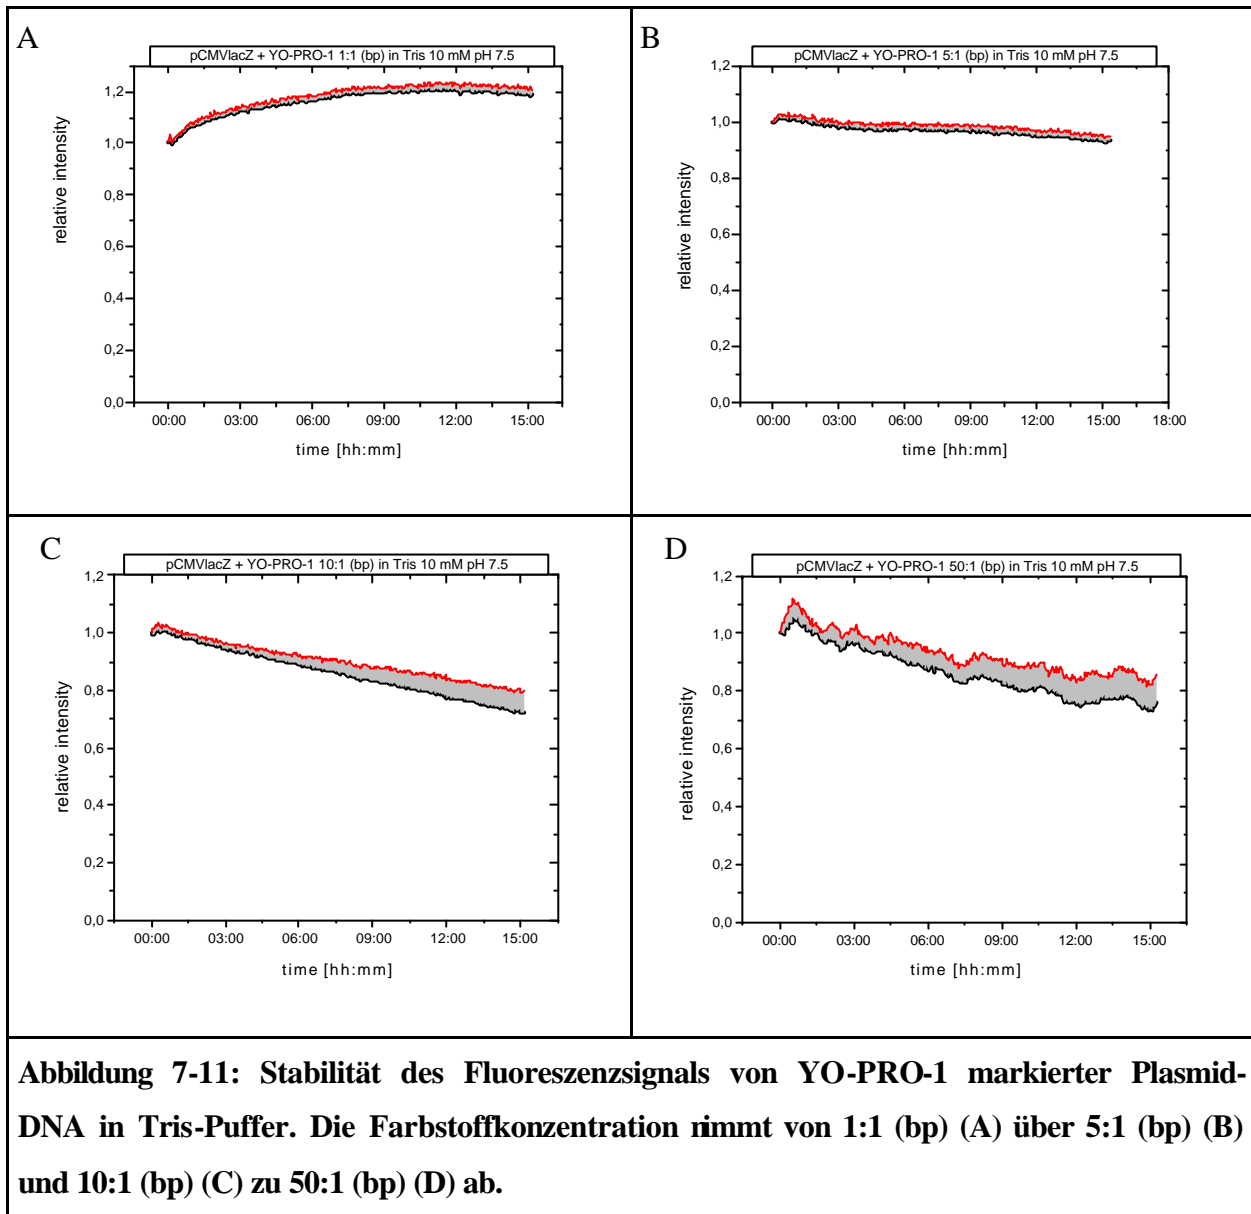 A
pCMVlacZ + YO-PRO-1 1:1 (bp) in Tris 10 mM pH 7.5
1,2
1,0
0,8
0,6
0,4
0,2
0,0
relative intensity
00:00 03:00 06:00 09:00 12:00 15:00
time [hh:mm]
B
pCMVlacZ + YO-PRO-1 5:1 (bp) in Tris 10 mM pH 7.5
1,2
1,0
0,8
0,6
0,4
0,2
0,0
relative intensity
00:00 03:00 06:00 09:00 12:00 15:00 18:00
time [hh:mm]
C
pCMVlacZ + YO-PRO-1 10:1 (bp) in Tris 10 mM pH 7.5
1,2
1,0
0,8
0,6
0,4
0,2
0,0
relative intensity
00:00 03:00 06:00 09:00 12:00 15:00
time [hh:mm]
D
pCMVlacZ + YO-PRO-1 50:1 (bp) in Tris 10 mM pH 7.5
1,2
1,0
0,8
0,6
0,4
0,2
0,0
relative intensity
00:00 03:00 06:00 09:00 12:00 15:00
time [hh:mm]
Abbildung 7-11: Stabilität des Fluoreszenzsignals von YO-PRO-1 markierter Plasmid-
DNA in Tris-Puffer. Die Farbstoffkonzentration nimmt von 1:1 (bp) (A) über 5:1 (bp) (B)
und 10:1 (bp) (C) zu 50:1 (bp) (D) ab.